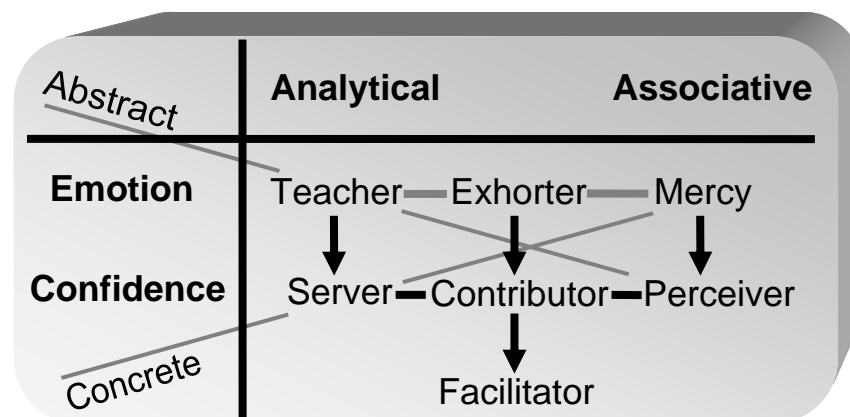 Abstract
Analytical Associative
Emotion Teacher Exhorter Mercy
Confidence Server Contributor Perceiver
Concrete
Facilitator